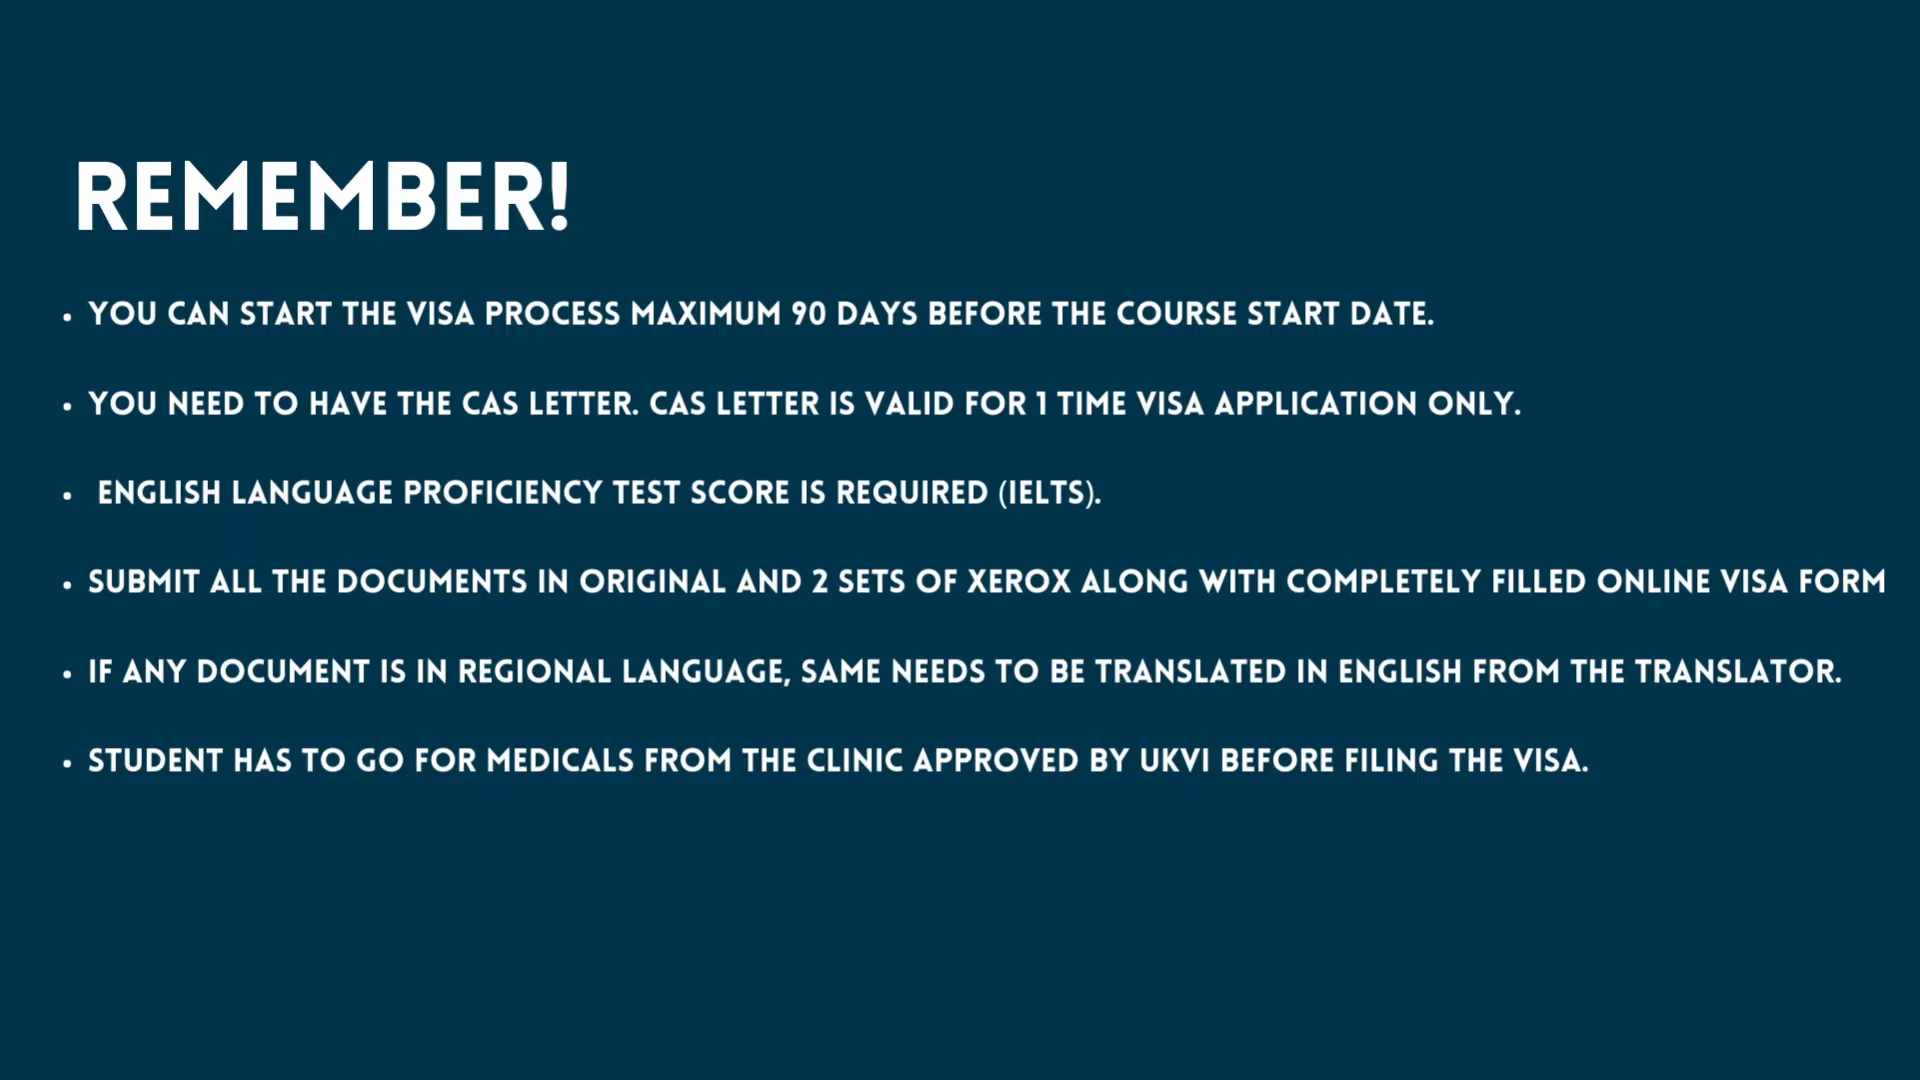 REMEMBER!
• YOU CAN START THE VISA PROCESS MAXIMUM 90 DAYS BEFORE THE COURSE START DATE.
• YOU NEED TO HAVE THE CAS LETTER. CAS LETTER IS VALID FOR 1 TIME VISA APPLICATION ONLY.
• ENGLISH LANGUAGE PROFICIENCY TEST SCORE IS REQUIRED (IELTS).
• SUBMIT ALL THE DOCUMENTS IN ORIGINAL AND 2 SETS OF XEROX ALONG WITH COMPLETELY FILLED ONLINE VISA FORM
• IF ANY DOCUMENT IS IN REGIONAL LANGUAGE, SAME NEEDS TO BE TRANSLATED IN ENGLISH FROM THE TRANSLATOR.
• STUDENT HAS TO GO FOR MEDICALS FROM THE CLINIC APPROVED BY UKVI BEFORE FILING THE VISA.